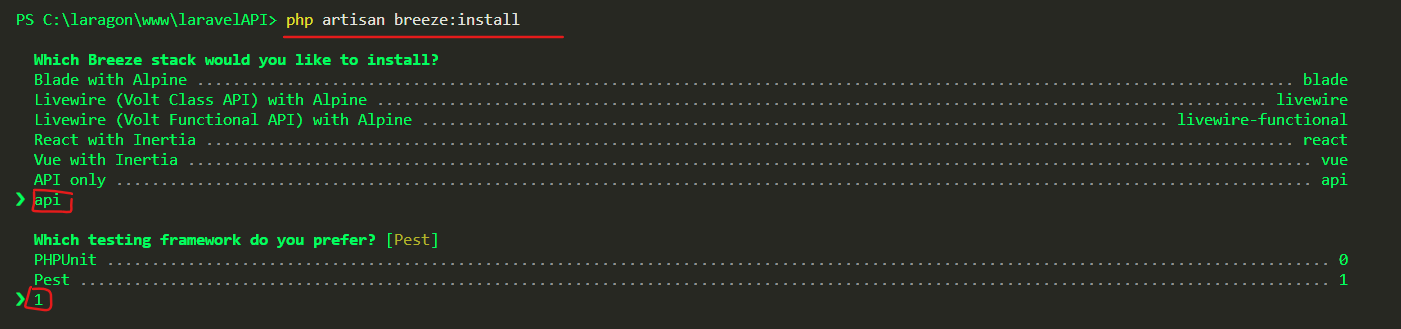 PS C:\laragon\www\laravelAPI> php artisan breeze:install
Which Breeze stack would you like to install?
Blade with Alpine ........................................................................................................................... blade
Livewire (Volt Class API) with Alpine .................................................................................................... livewire
Livewire (Volt Functional API) with Alpine .................................................................................... livewire-functional
React with Inertia .......................................................................................................................... react
Vue with Inertia .............................................................................................................................. vue
API only ...................................................................................................................................... api
❯ api
Which testing framework do you prefer? [Pest]
PHPUnit ......................................................................................................................................... 0
Pest ............................................................................................................................................ 1
❯ 1